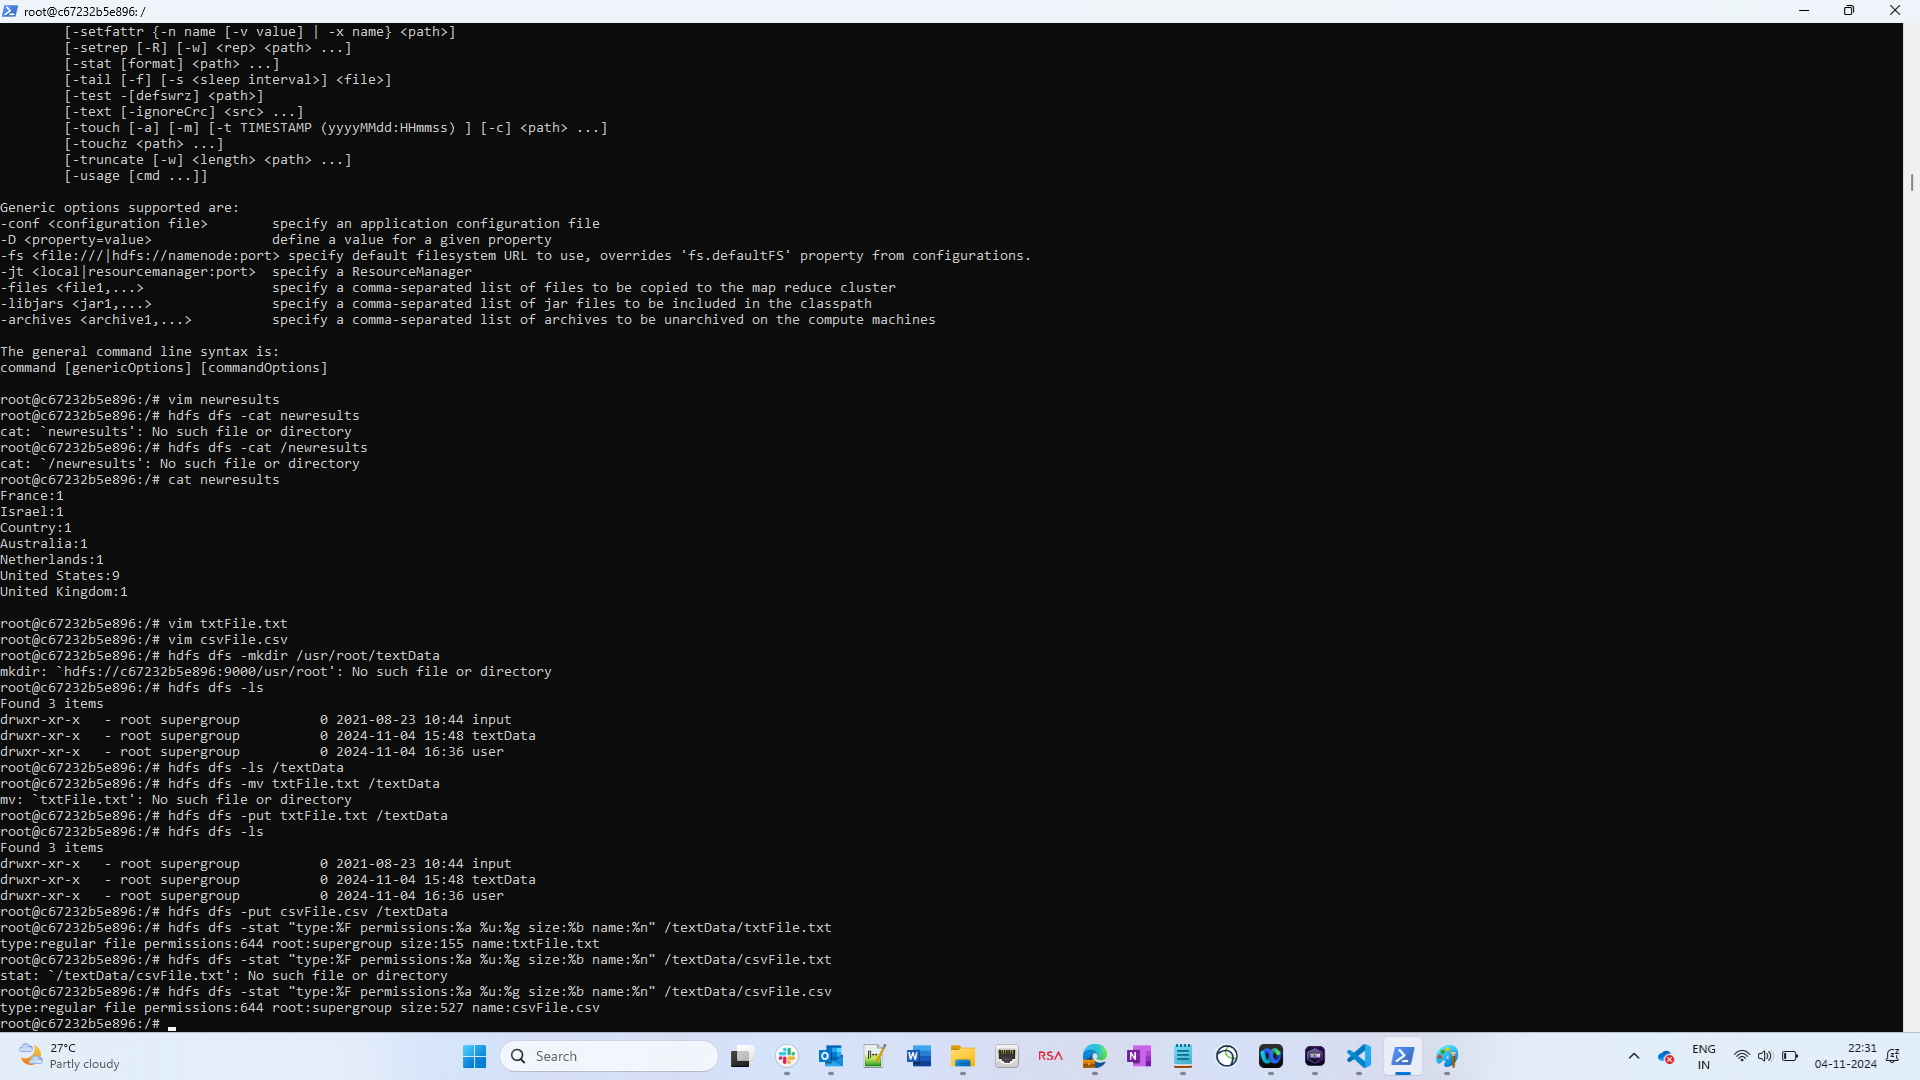 root@c67232b5e896: /
[-setfattr {-n name [-v value] | -x name} <path>]
[-setrep [-R] [-w] <rep> <path> ...]
[-stat [format] <path> ...]
[-tail [-f] [-s <sleep interval>] <file>]
[-test -[defswrz] <path>]
[-text [-ignoreCrc] <src> ...]
[-touch [-a] [-m] [-t TIMESTAMP (yyyyMMdd:HHmmss) ] [-c] <path> ...]
[-touchz <path> ...]
[-truncate [-w] <length> <path> ...]
[-usage [cmd ...]]
Generic options supported are:
-conf <configuration file>        specify an application configuration file
-D <property=value>               define a value for a given property
-fs <file:///|hdfs://namenode:port> specify default filesystem URL to use, overrides 'fs.defaultFS' property from configurations.
-jt <local|resourcemanager:port>  specify a ResourceManager
-files <file1,...>                specify a comma-separated list of files to be copied to the map reduce cluster
-libjars <jar1,...>               specify a comma-separated list of jar files to be included in the classpath
-archives <archive1,...>          specify a comma-separated list of archives to be unarchived on the compute machines
The general command line syntax is:
command [genericOptions] [commandOptions]
root@c67232b5e896:/# vim newresults
root@c67232b5e896:/# hdfs dfs -cat newresults
cat: `newresults': No such file or directory
root@c67232b5e896:/# hdfs dfs -cat /newresults
cat: `/newresults': No such file or directory
root@c67232b5e896:/# cat newresults
France:1
Israel:1
Country:1
Australia:1
Netherlands:1
United States:9
United Kingdom:1
root@c67232b5e896:/# vim txtFile.txt
root@c67232b5e896:/# vim csvFile.csv
root@c67232b5e896:/# hdfs dfs -mkdir /usr/root/textData
mkdir: `hdfs://c67232b5e896:9000/usr/root': No such file or directory
root@c67232b5e896:/# hdfs dfs -ls
Found 3 items
drwxr-xr-x   - root supergroup          0 2021-08-23 10:44 input
drwxr-xr-x   - root supergroup          0 2024-11-04 15:48 textData
drwxr-xr-x   - root supergroup          0 2024-11-04 16:36 user
root@c67232b5e896:/# hdfs dfs -ls /textData
root@c67232b5e896:/# hdfs dfs -mv txtFile.txt /textData
mv: `txtFile.txt': No such file or directory
root@c67232b5e896:/# hdfs dfs -put txtFile.txt /textData
root@c67232b5e896:/# hdfs dfs -ls
Found 3 items
drwxr-xr-x   - root supergroup          0 2021-08-23 10:44 input
drwxr-xr-x   - root supergroup          0 2024-11-04 15:48 textData
drwxr-xr-x   - root supergroup          0 2024-11-04 16:36 user
root@c67232b5e896:/# hdfs dfs -put csvFile.csv /textData
root@c67232b5e896:/# hdfs dfs -stat "type:%F permissions:%a %u:%g size:%b name:%n" /textData/txtFile.txt
type:regular file permissions:644 root:supergroup size:155 name:txtFile.txt
root@c67232b5e896:/# hdfs dfs -stat "type:%F permissions:%a %u:%g size:%b name:%n" /textData/csvFile.txt
stat: `/textData/csvFile.txt': No such file or directory
root@c67232b5e896:/# hdfs dfs -stat "type:%F permissions:%a %u:%g size:%b name:%n" /textData/csvFile.csv
type:regular file permissions:644 root:supergroup size:527 name:csvFile.csv
root@c67232b5e896:/#
27°C
Partly cloudy
Search
RSA
ENG
IN
22:31
04-11-2024